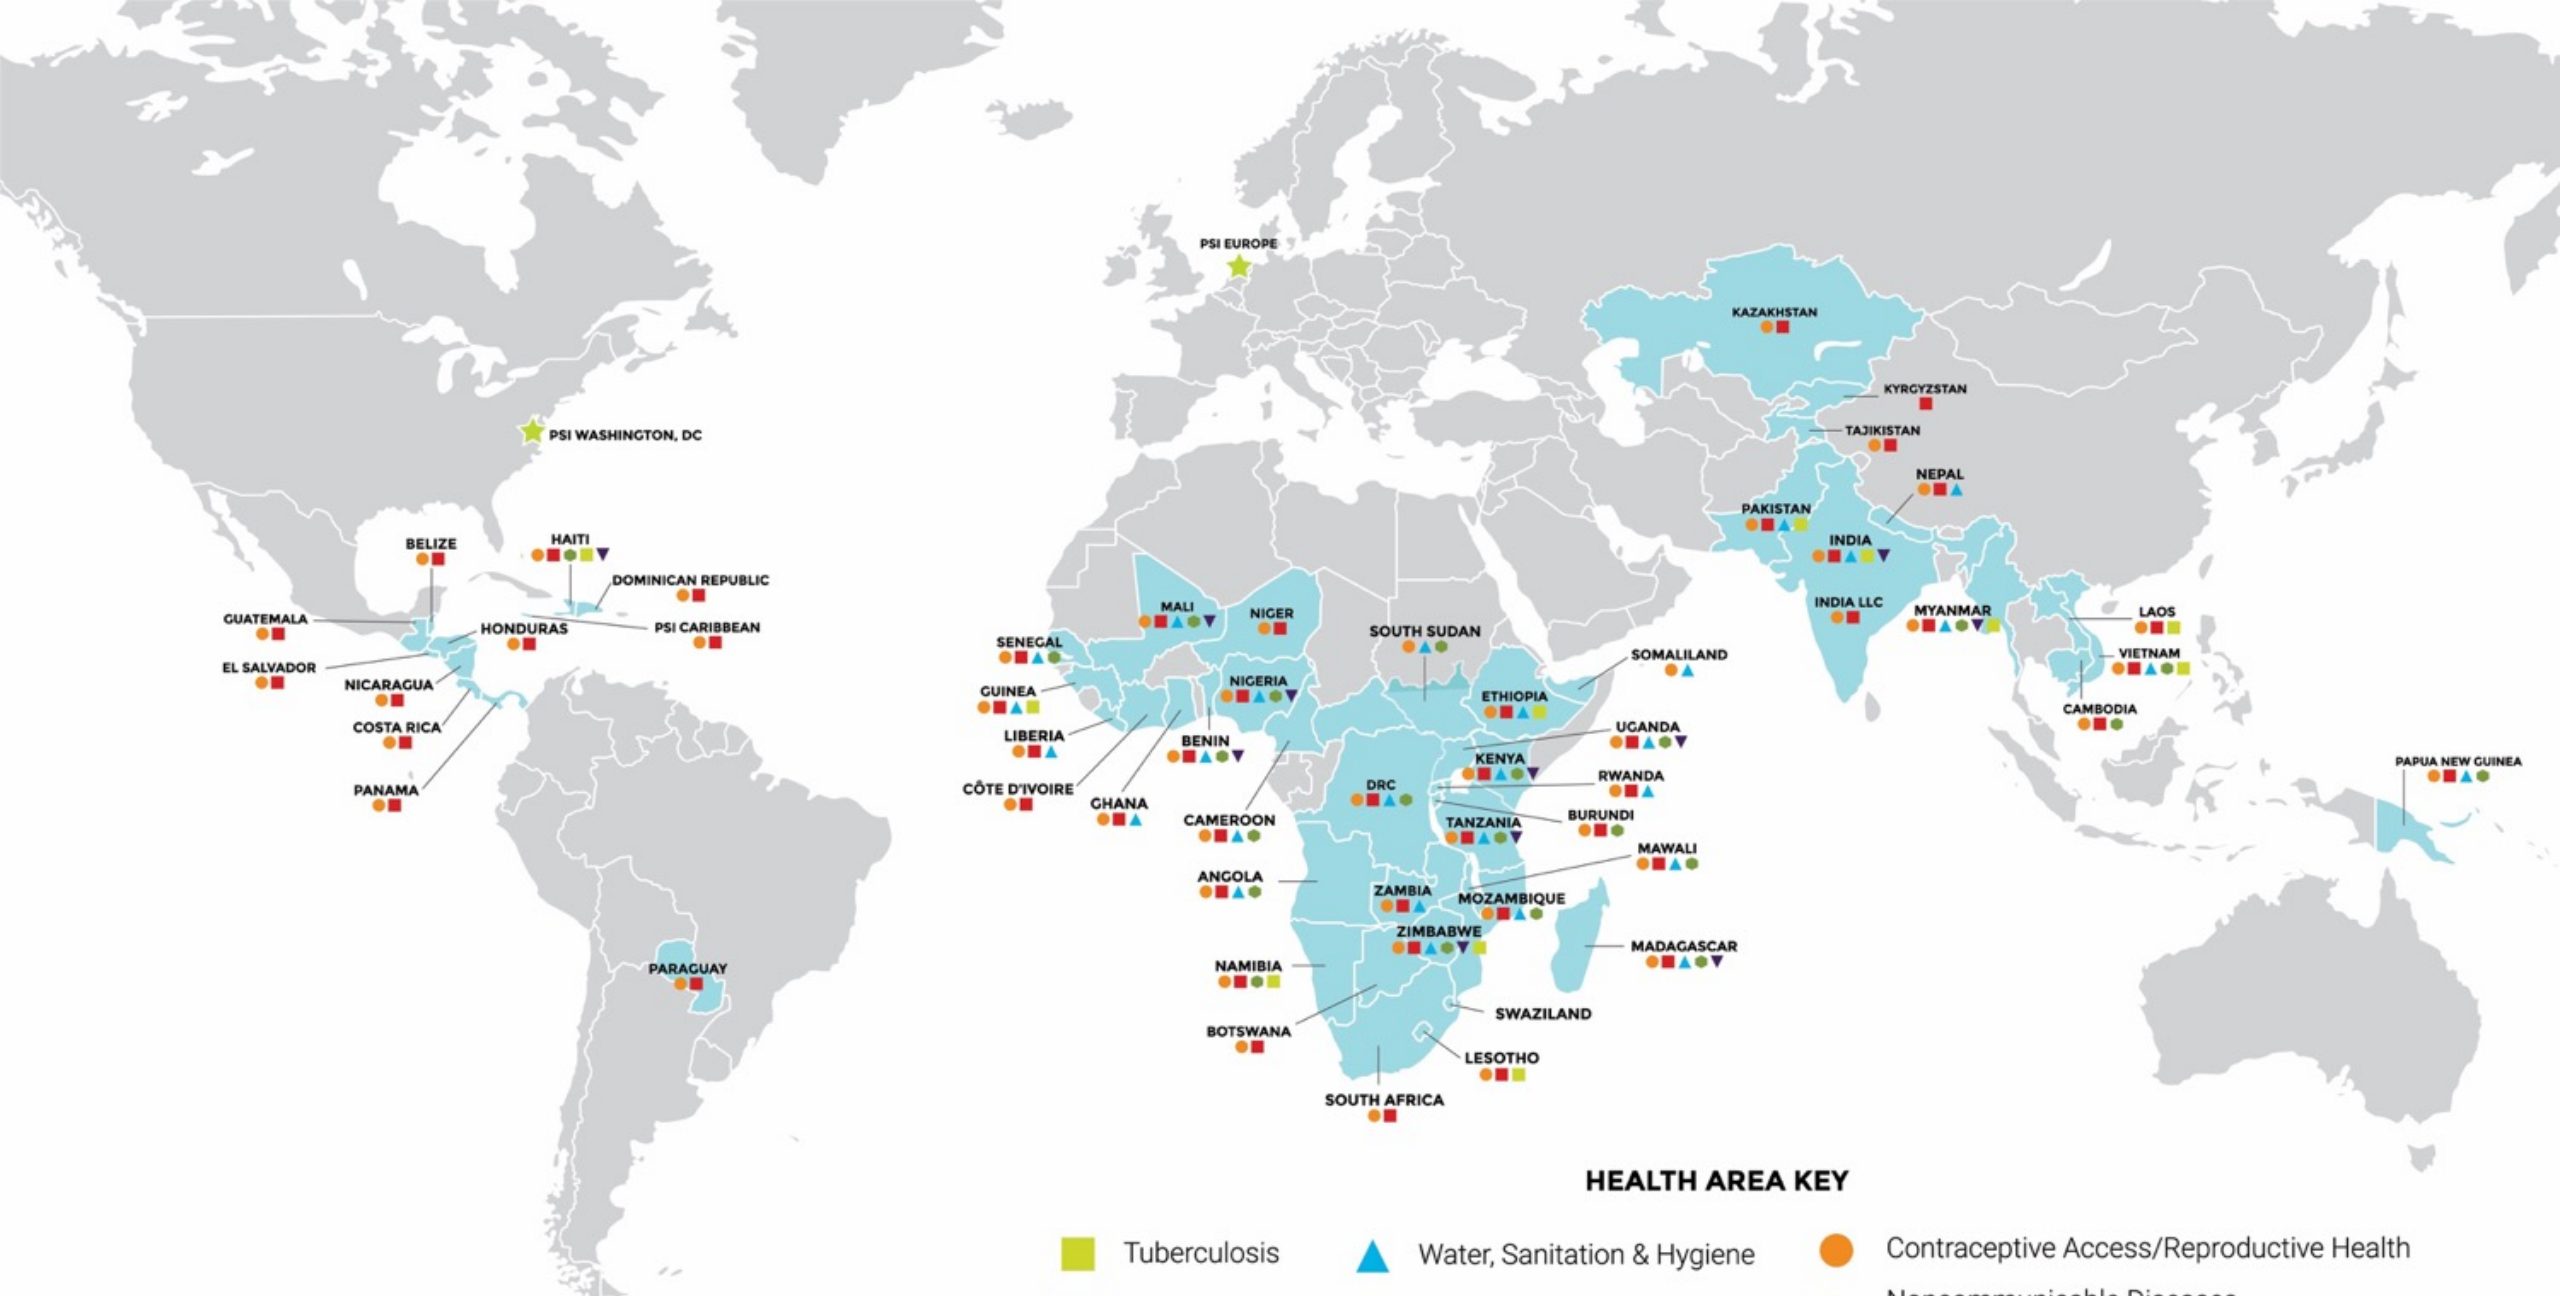 PSI EUROPE
KAZAKHSTAN
KYRGYZSTAN
TAJIKISTAN
PSI WASHINGTON, DC
NEPAL
PAKISTAN
INDIA
BELIZE
HAITI
DOMINICAN REPUBLIC
INDIA LLC
MYANMAR
LAOS
MALI
NIGER
GUATEMALA
HONDURAS
PSI CARIBBEAN
SOUTH SUDAN
SENEGAL
SOMALILAND
VIETNAM
EL SALVADOR
NICARAGUA
NIGERIA
GUINEA
ETHIOPIA
CAMBODIA
COSTA RICA
LIBERIA
BENIN
UGANDA
KENYA
PAPUA NEW GUINEA
RWANDA
PANAMA
CÔTE D'IVOIRE
DRC
GHANA
CAMEROON
TANZANIA
BURUNDI
MAWALI
ANGOLA
ZAMBIA
MOZAMBIQUE
ZIMBABWE
MADAGASCAR
PARAGUAY
NAMIBIA
SWAZILAND
BOTSWANA
LESOTHO
SOUTH AFRICA
HEALTH AREA KEY
Tuberculosis
Water, Sanitation & Hygiene
Contraceptive Access/Reproductive Health